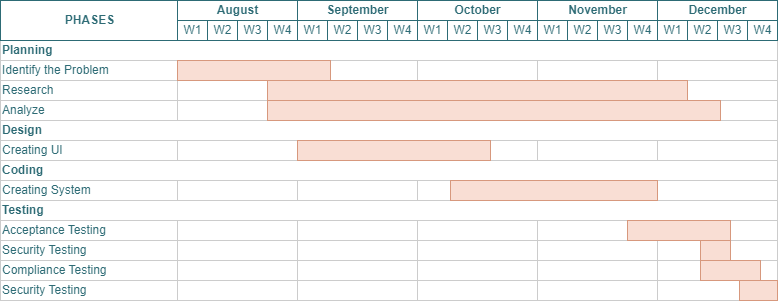 PHASES
August September October November December
W1 W2 W3 W4 W1 W2 W3 W4 W1 W2 W3 W4 W1 W2 W3 W4 W1 W2 W3 W4
Planning
Identify the Problem
Research
Analyze
Design
Creating UI
Coding
Creating System
Testing
Acceptance Testing
Security Testing
Compliance Testing
Security Testing